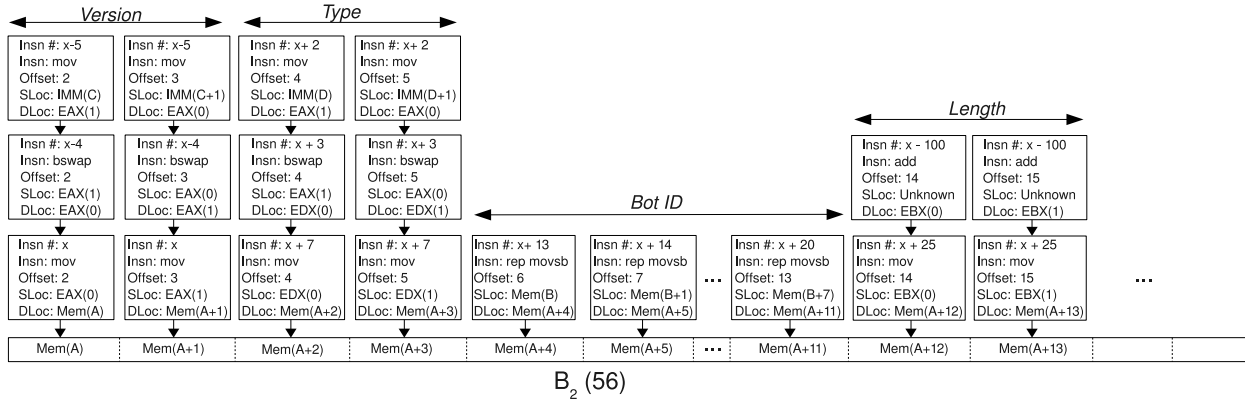 Version
Type
Insn #: x-5
Insn: mov
Offset: 2
SLoc: IMM(C)
DLoc: EAX(1)
Insn #: x-5
Insn: mov
Offset: 3
SLoc: IMM(C+1)
DLoc: EAX(0)
Insn #: x+ 2
Insn: mov
Offset: 4
SLoc: IMM(D)
DLoc: EAX(1)
Insn #: x+ 2
Insn: mov
Offset: 5
SLoc: IMM(D+1)
DLoc: EAX(0)
Length
Insn #: x-4
Insn: bswap
Offset: 2
SLoc: EAX(1)
DLoc: EAX(0)
Insn #: x-4
Insn: bswap
Offset: 3
SLoc: EAX(0)
DLoc: EAX(1)
Insn #: x + 3
Insn: bswap
Offset: 4
SLoc: EAX(1)
DLoc: EDX(0)
Insn #: x+ 3
Insn: bswap
Offset: 5
SLoc: EAX(0)
DLoc: EDX(1)
Insn #: x - 100
Insn: add
Offset: 14
SLoc: Unknown
DLoc: EBX(0)
Insn #: x - 100
Insn: add
Offset: 15
SLoc: Unknown
DLoc: EBX(1)
Bot ID
Insn #: x
Insn: mov
Offset: 2
SLoc: EAX(0)
DLoc: Mem(A)
Insn #: x
Insn: mov
Offset: 3
SLoc: EAX(1)
DLoc: Mem(A+1)
Insn #: x + 7
Insn: mov
Offset: 4
SLoc: EDX(0)
DLoc: Mem(A+2)
Insn #: x + 7
Insn: mov
Offset: 5
SLoc: EDX(1)
DLoc: Mem(A+3)
Insn #: x+ 13
Insn: rep movsb
Offset: 6
SLoc: Mem(B)
DLoc: Mem(A+4)
Insn #: x + 14
Insn: rep movsb
Offset: 7
SLoc: Mem(B+1)
DLoc: Mem(A+5)
...
Insn #: x + 20
Insn: rep movsb
Offset: 13
SLoc: Mem(B+7)
DLoc: Mem(A+11)
Insn #: x + 25
Insn: mov
Offset: 14
SLoc: EBX(0)
DLoc: Mem(A+12)
Insn #: x + 25
Insn: mov
Offset: 15
SLoc: EBX(1)
DLoc: Mem(A+13)
...
Mem(A) Mem(A+1) Mem(A+2) Mem(A+3) Mem(A+4) Mem(A+5) ... Mem(A+11) Mem(A+12) Mem(A+13)
B₂ (56)